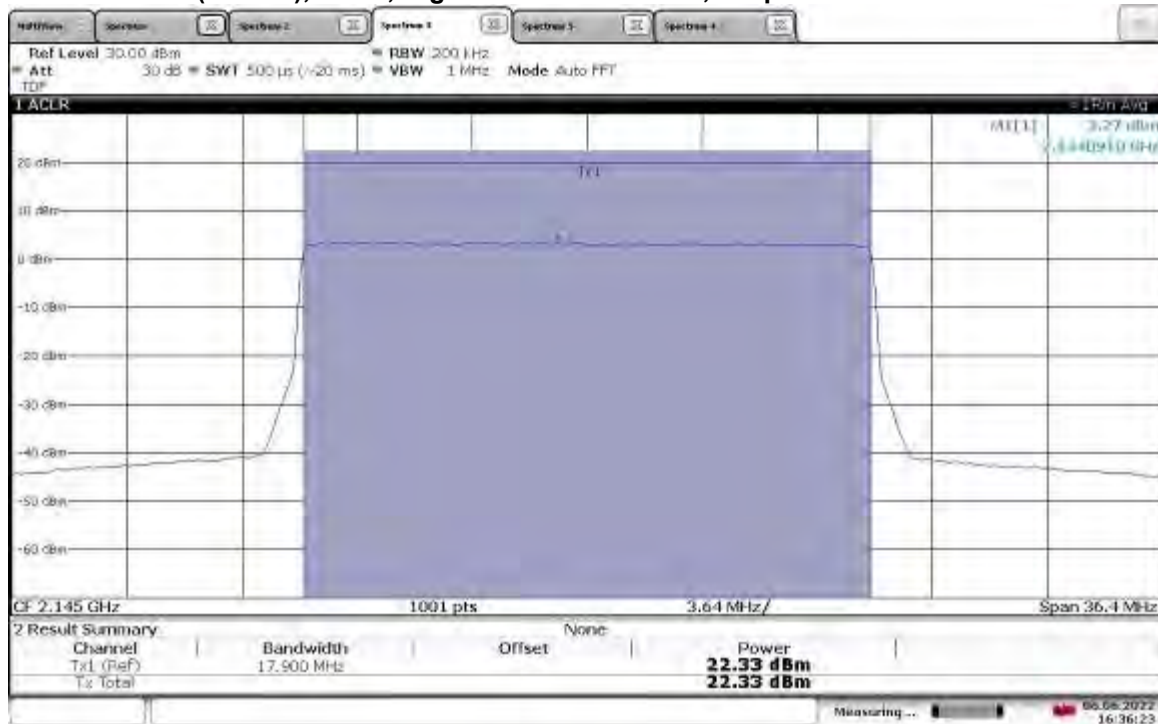 MultiView Spectrum Spectrum 2 Spectrum 3 Spectrum 5 Spectrum 4
Ref Level 30.00 dBm RBW 200 kHz
Att 30 dB SWT 500 µs (~20 ms) VBW 1 MHz Mode Auto FFT
TDF
1 ACLR 1Rm Avg
M1[1] 3.27 dBm
GHz
20 dBm
Tx1
10 dBm
0 dBm
-10 dBm
-20 dBm
-30 dBm
-40 dBm
-50 dBm
-60 dBm
CF 2.145 GHz 1001 pts 3.64 MHz/ Span 36.4 MHz
2 Result Summary None
Channel Bandwidth Offset Power
Tx1 (Ref) 17.900 MHz 22.33 dBm
Tx Total 22.33 dBm
Measuring... 06.06.2022
16:36:23